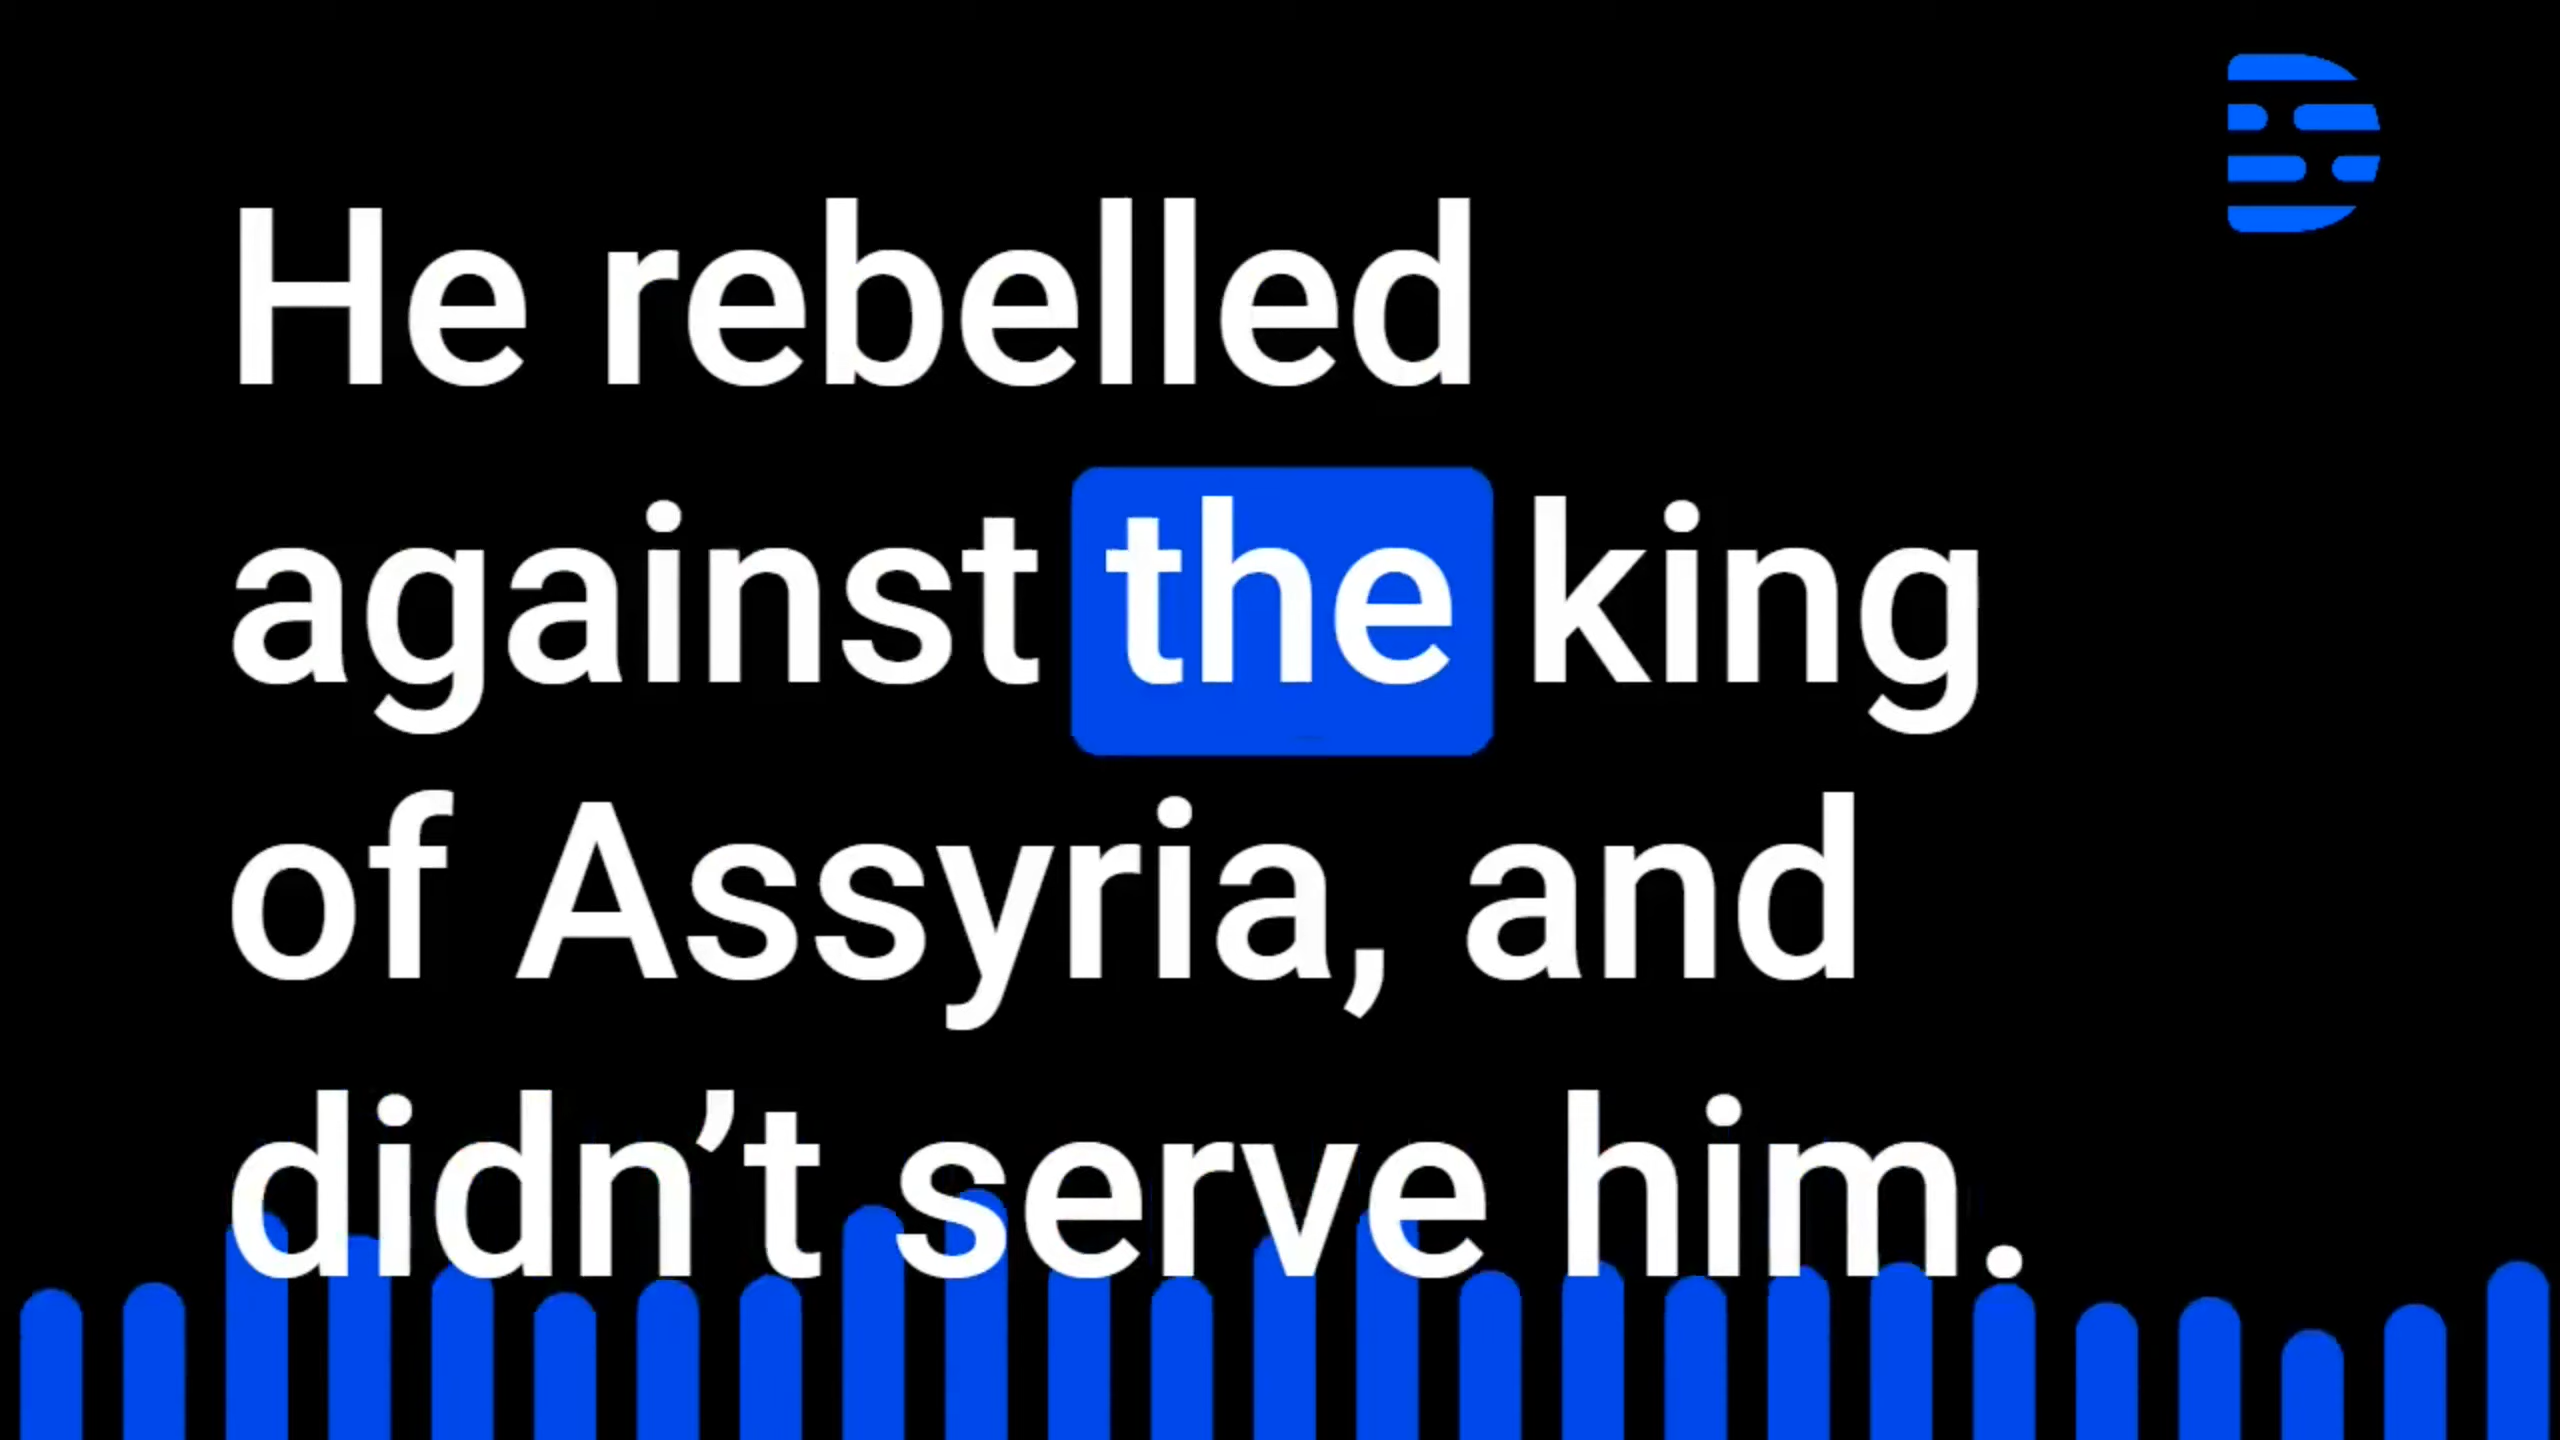 He rebelled
against the king
of Assyria, and
didn’t serve him.